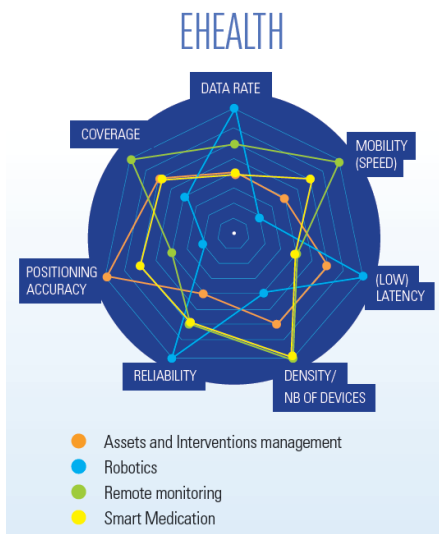 EHEALTH
DATA RATE
COVERAGE
MOBILITY
(SPEED)
POSITIONING
ACCURACY
(LOW)
LATENCY
RELIABILITY
DENSITY/
NB OF DEVICES
Assets and Interventions management
Robotics
Remote monitoring
Smart Medication